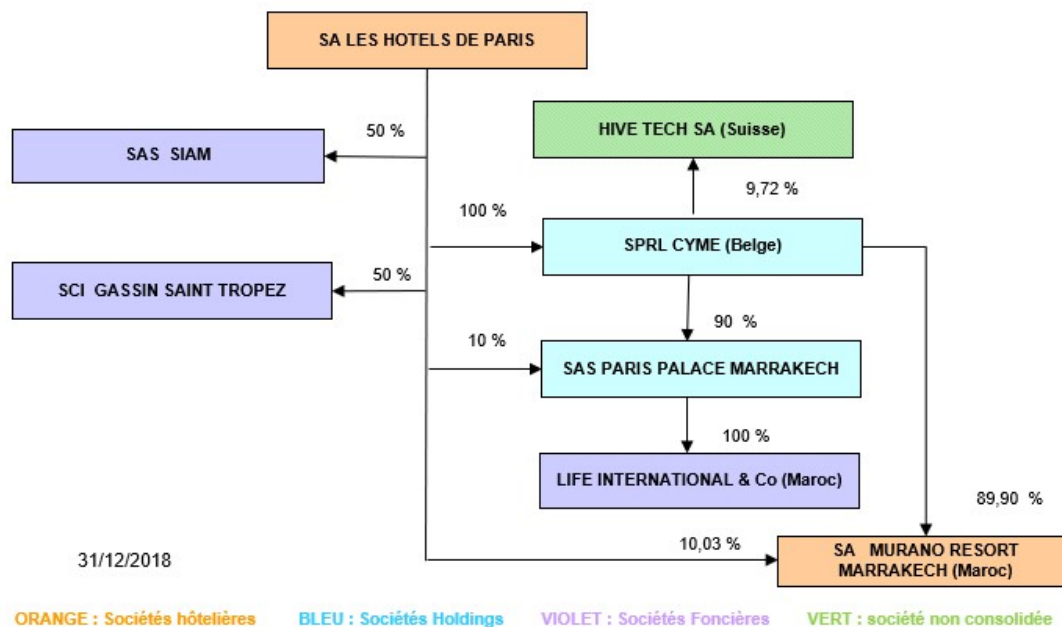 SA LES HOTELS DE PARIS
50 %
HIVE TECH SA (Suisse)
SAS SIAM
9,72 %
100 %
SPRL CYME (Belge)
50 %
SCI GASSIN SAINT TROPEZ
90 %
10 %
SAS PARIS PALACE MARRAKECH
100 %
LIFE INTERNATIONAL & Co (Maroc)
89,90 %
10,03 %
31/12/2018
SA MURANO RESORT
MARRAKECH (Maroc)
ORANGE : Sociétés hôtelières BLEU : Sociétés Holdings VIOLET : Sociétés Foncières VERT : société non consolidée